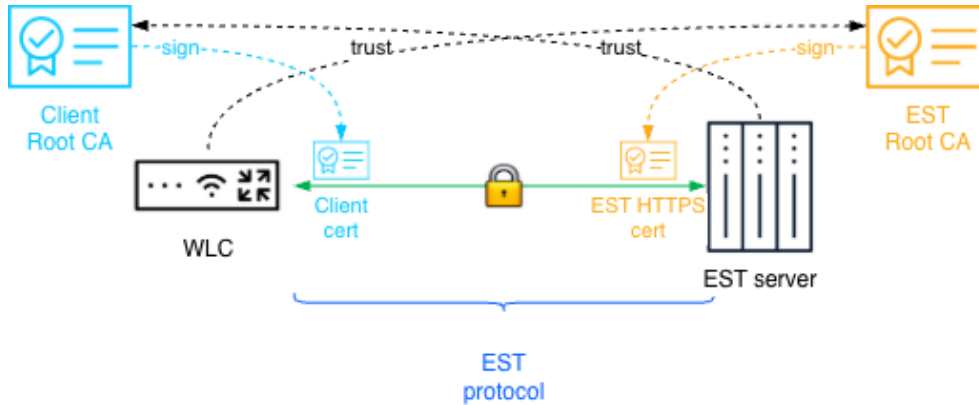 sign
trust
trust
sign
Client
Root CA
EST
Root CA
Client
cert
EST HTTPS
cert
WLC
EST server
EST
protocol